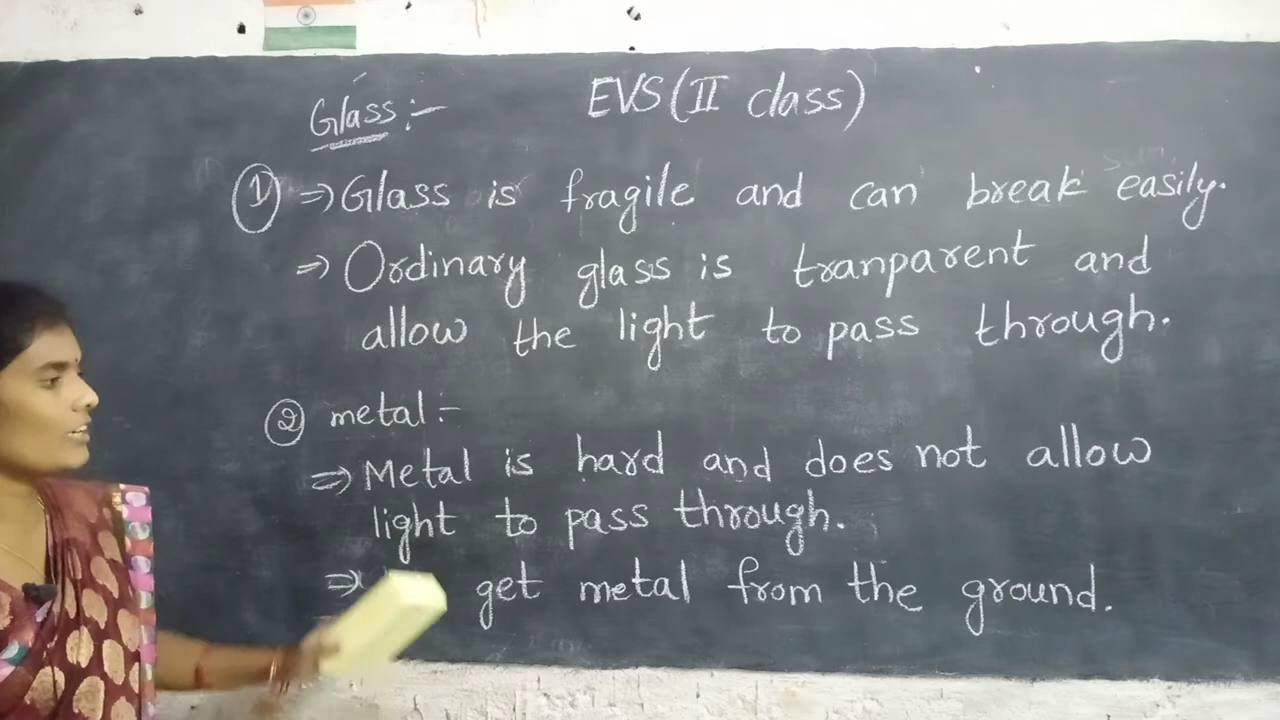 EVS (II class)
Glass:-
① ⇒ Glass is fragile and can break easily.
⇒ Ordinary glass is tranparent and
allow the light to pass through.
② metal:-
⇒ Metal is hard and does not allow
light to pass through.
⇒ get metal from the ground.